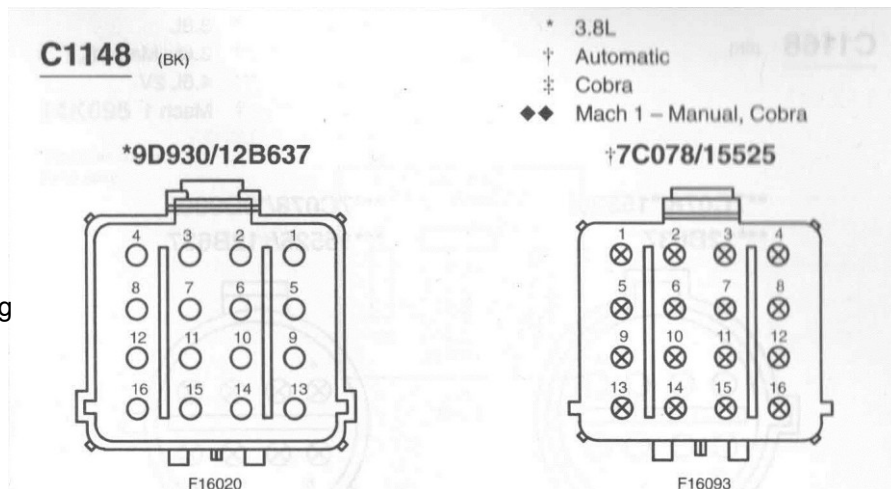 C1148 (BK)
* 3.8L
† Automatic
‡ Cobra
◆◆ Mach 1 – Manual, Cobra
*9D930/12B637
4 3 2 1
8 7 6 5
12 11 10 9
16 15 14 13
F16020
†7C078/15525
1 2 3 4
5 6 7 8
9 10 11 12
13 14 15 16
F16093
g